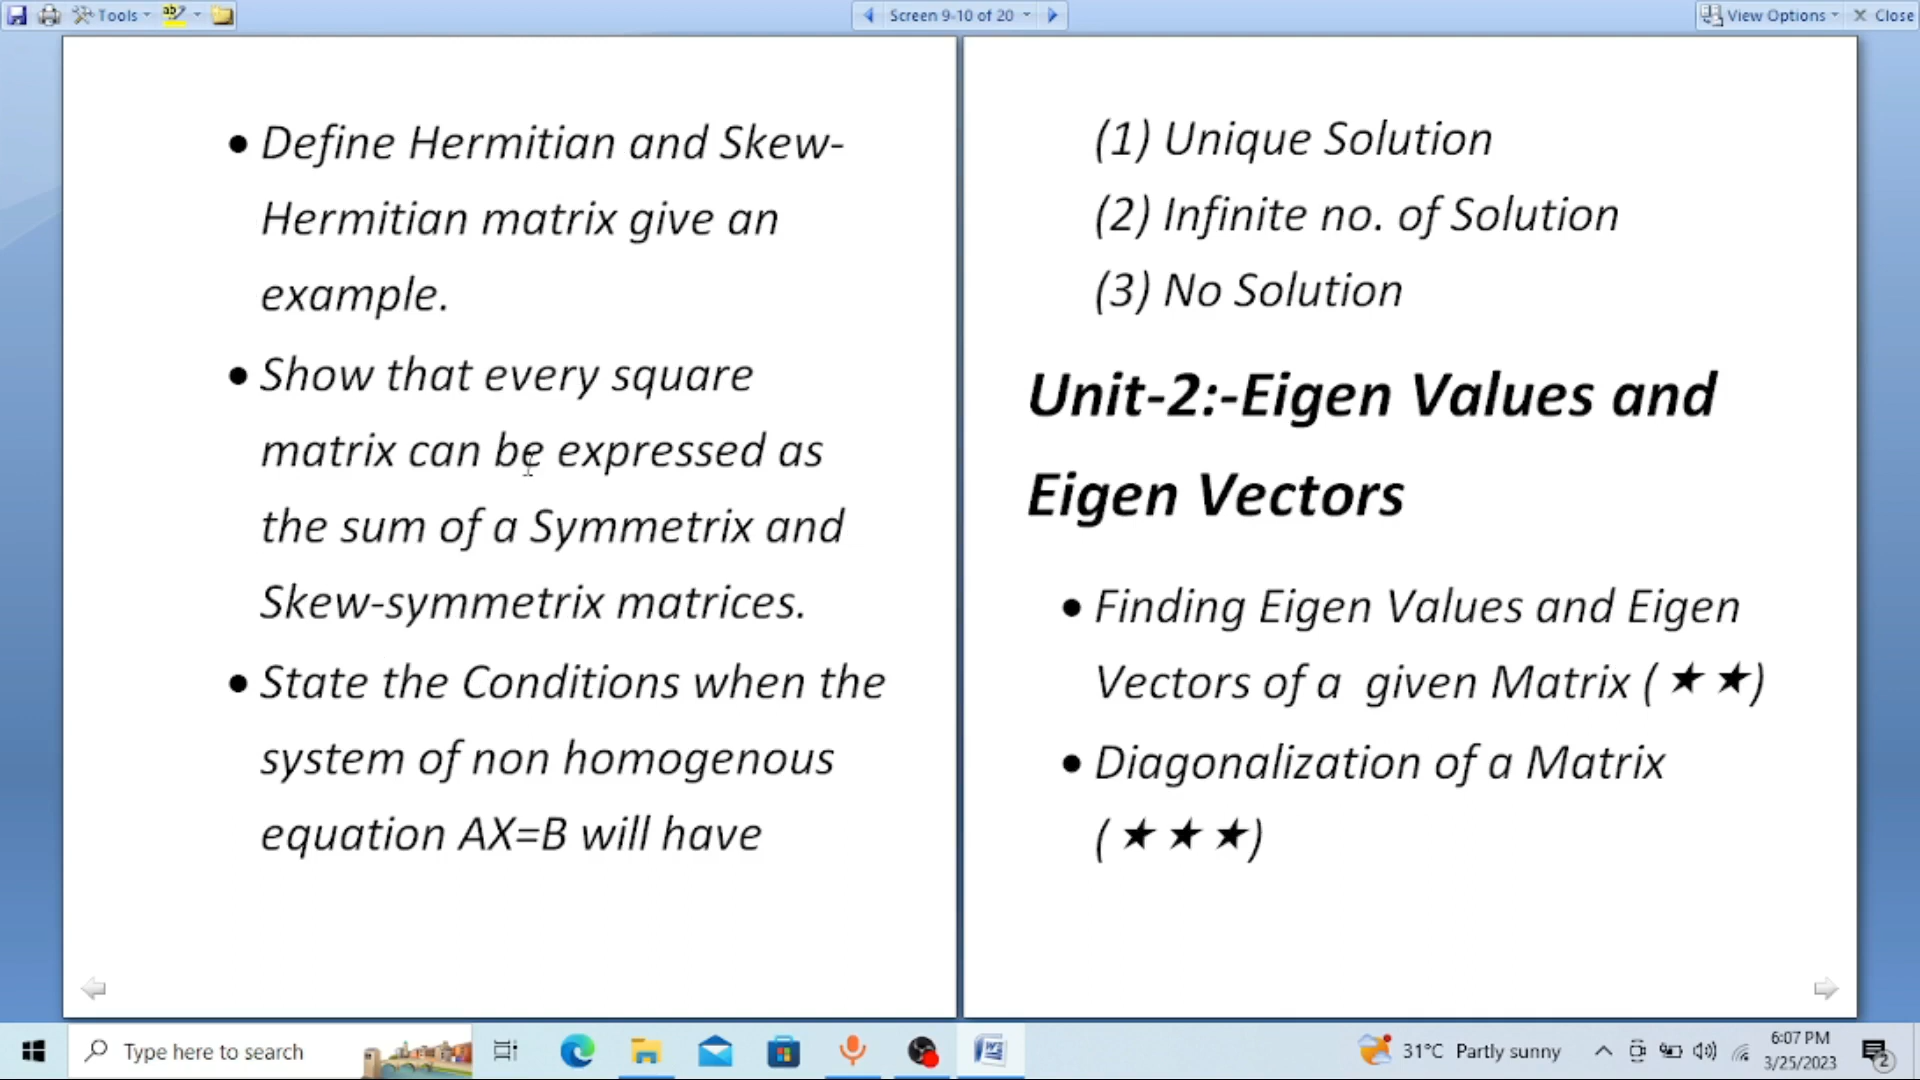 Tools
Screen 9-10 of 20
View Options
Close
• Define Hermitian and Skew-
Hermitian matrix give an
example.
• Show that every square
matrix can be expressed as
the sum of a Symmetrix and
Skew-symmetrix matrices.
• State the Conditions when the
system of non homogenous
equation AX=B will have
(1) Unique Solution
(2) Infinite no. of Solution
(3) No Solution
Unit-2:-Eigen Values and
Eigen Vectors
• Finding Eigen Values and Eigen
Vectors of a given Matrix (★★)
• Diagonalization of a Matrix
(★★★)
Type here to search
31°C Partly sunny
6:07 PM
3/25/2023
2